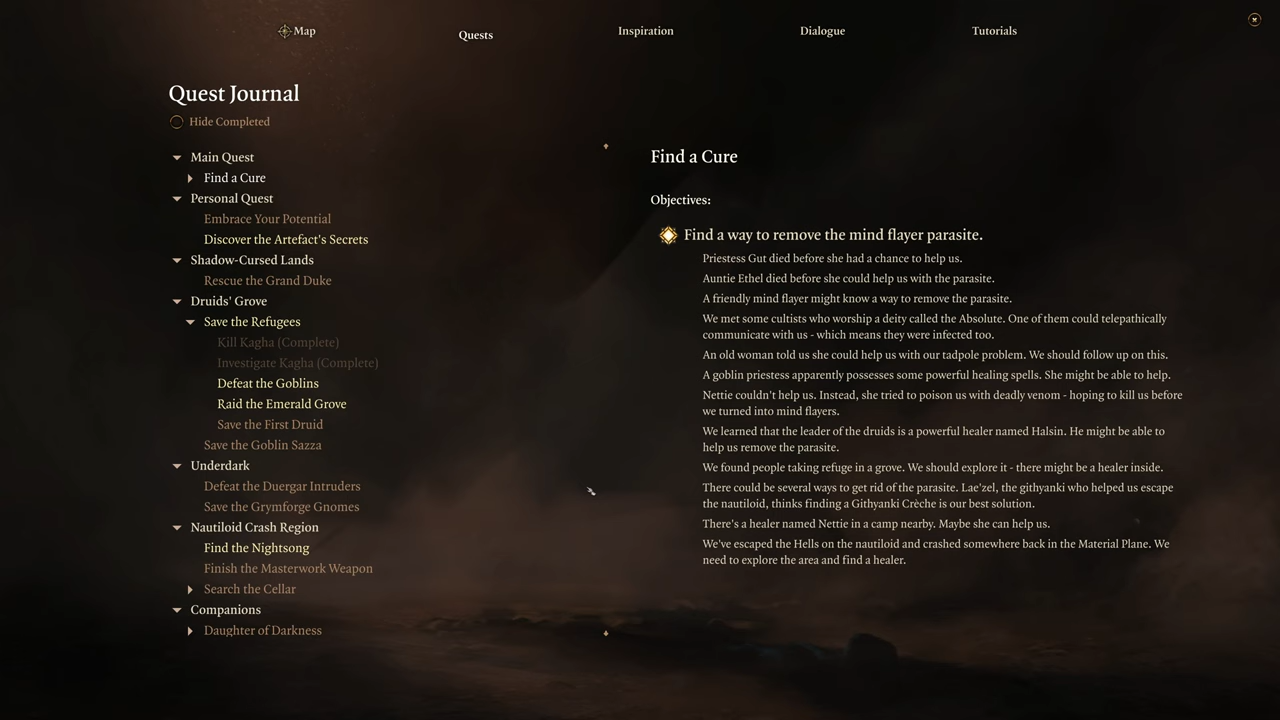 Map
Quests
Inspiration
Dialogue
Tutorials
Quest Journal
Hide Completed
Main Quest
Find a Cure
Personal Quest
Embrace Your Potential
Discover the Artefact's Secrets
Shadow-Cursed Lands
Rescue the Grand Duke
Druids' Grove
Save the Refugees
Kill Kagha (Complete)
Investigate Kagha (Complete)
Defeat the Goblins
Raid the Emerald Grove
Save the First Druid
Save the Goblin Sazza
Underdark
Defeat the Duergar Intruders
Save the Grymforge Gnomes
Nautiloid Crash Region
Find the Nightsong
Finish the Masterwork Weapon
Search the Cellar
Companions
Daughter of Darkness
Find a Cure
Objectives:
Find a way to remove the mind flayer parasite.
Priestess Gut died before she had a chance to help us.
Auntie Ethel died before she could help us with the parasite.
A friendly mind flayer might know a way to remove the parasite.
We met some cultists who worship a deity called the Absolute. One of them could telepathically
communicate with us - which means they were infected too.
An old woman told us she could help us with our tadpole problem. We should follow up on this.
A goblin priestess apparently possesses some powerful healing spells. She might be able to help.
Nettie couldn't help us. Instead, she tried to poison us with deadly venom - hoping to kill us before
we turned into mind flayers.
We learned that the leader of the druids is a powerful healer named Halsin. He might be able to
help us remove the parasite.
We found people taking refuge in a grove. We should explore it - there might be a healer inside.
There could be several ways to get rid of the parasite. Lae'zel, the githyanki who helped us escape
the nautiloid, thinks finding a Githyanki Crèche is our best solution.
There's a healer named Nettie in a camp nearby. Maybe she can help us.
We've escaped the Hells on the nautiloid and crashed somewhere back in the Material Plane. We
need to explore the area and find a healer.